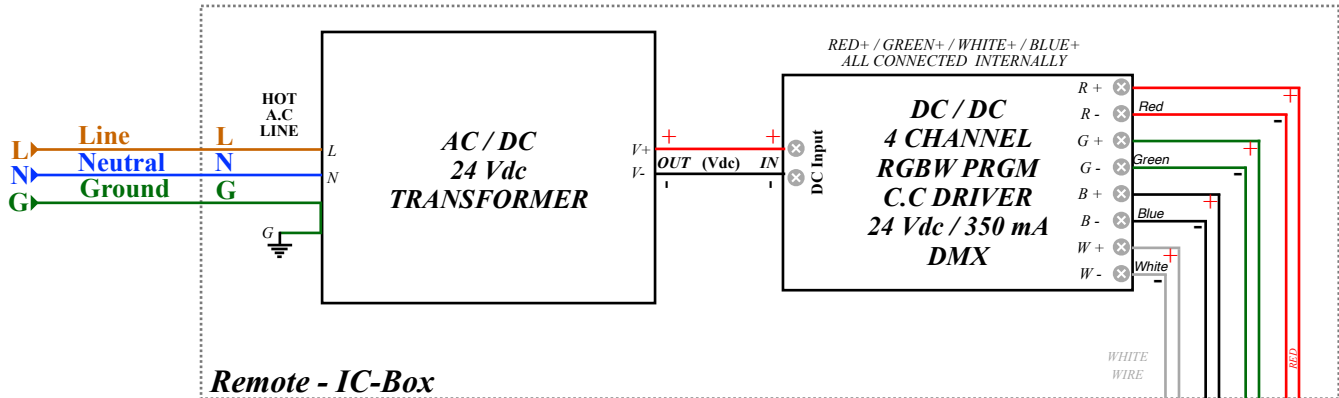 RED+ / GREEN+ / WHITE+ / BLUE+
ALL CONNECTED  INTERNALLY
HOT
A.C
LINE
L
Line
L
L
N
Neutral
N
N
G
Ground
G
G
AC / DC
24 Vdc
TRANSFORMER
V+
V-
+
+
OUT
(Vdc)
IN
-
-
DC Input
DC / DC
4 CHANNEL
RGBW PRGM
C.C DRIVER
24 Vdc / 350 mA
DMX
R +
+
R -
Red
-
G +
+
G -
Green
-
B +
+
B -
Blue
-
W +
+
W -
White
-
WHITE
WIRE
RED
Remote - IC-Box